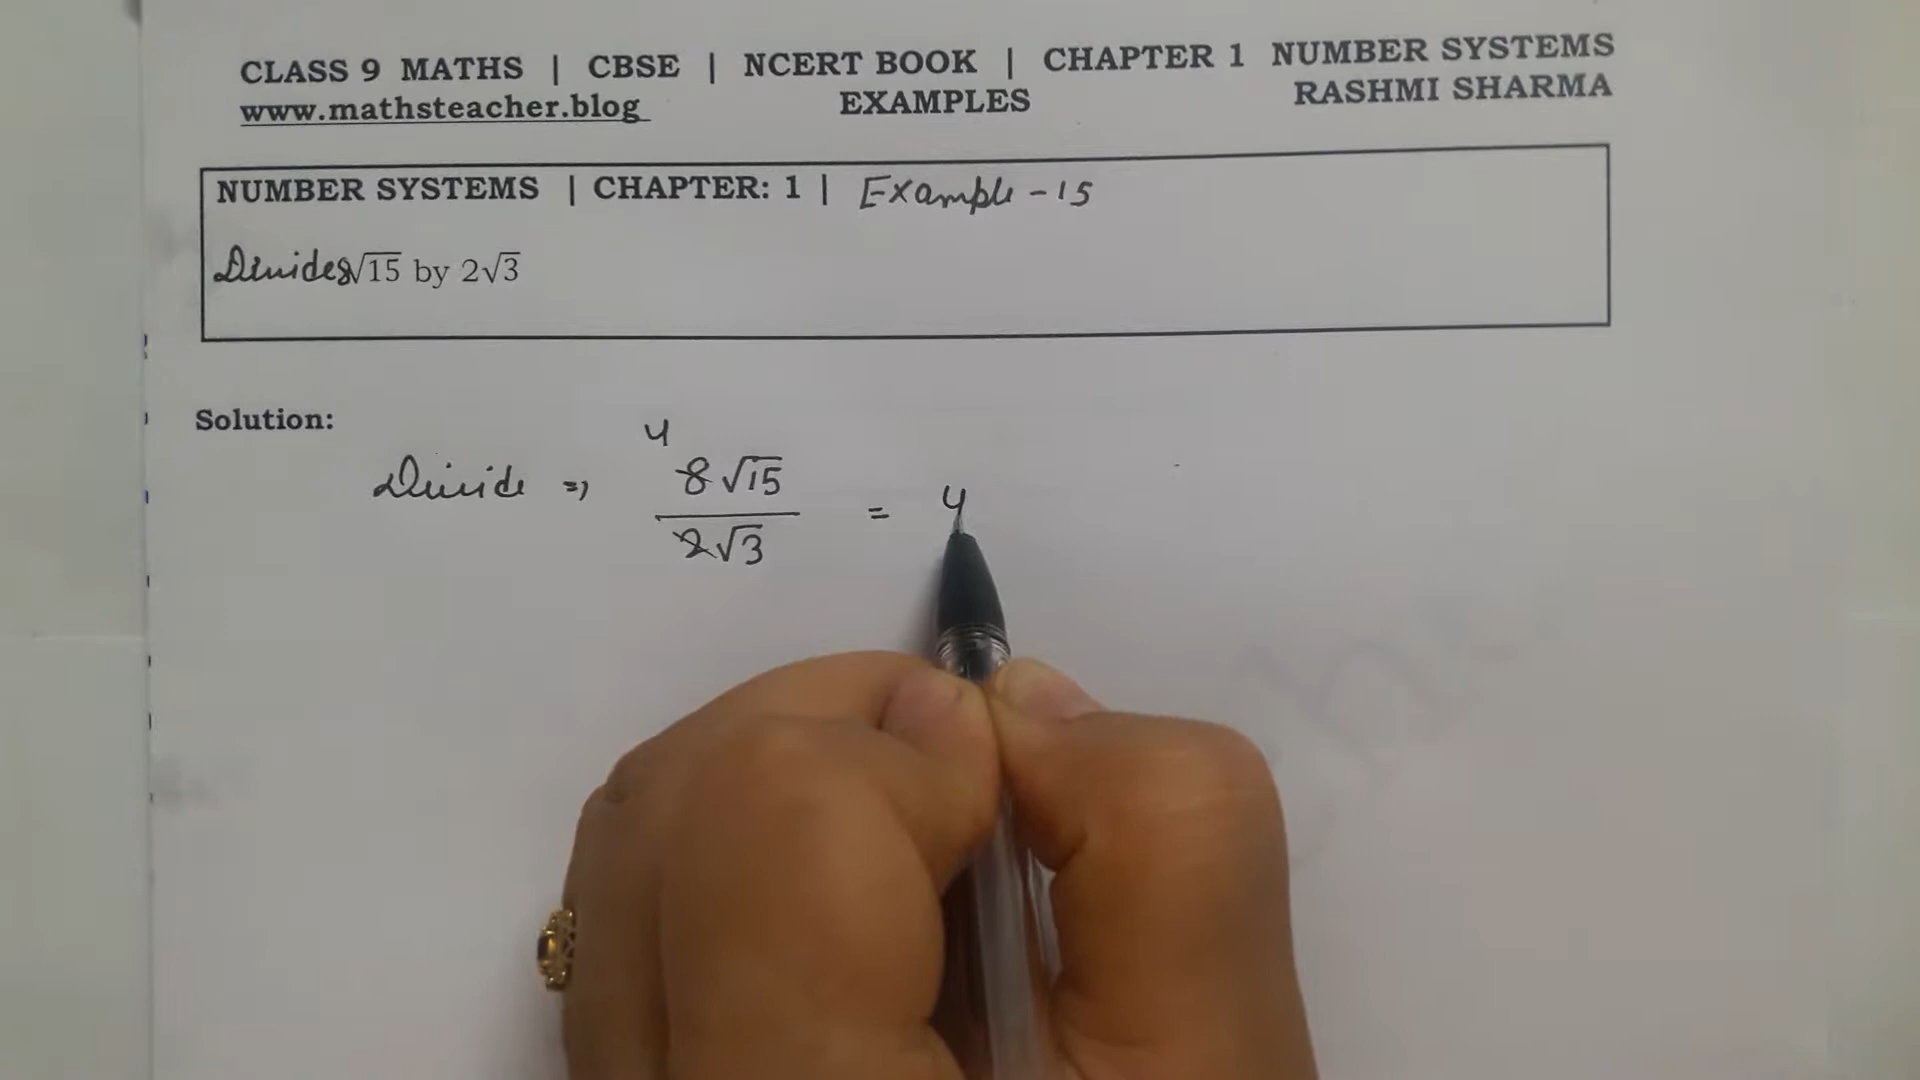 CLASS 9 MATHS | CBSE | NCERT BOOK | CHAPTER 1 NUMBER SYSTEMS
www.mathsteacher.blog EXAMPLES RASHMI SHARMA
NUMBER SYSTEMS | CHAPTER: 1 | Example - 15
Divide 8√15 by 2√3
Solution:
4
Divide ⇒ 8√15 / 2√3 = 4